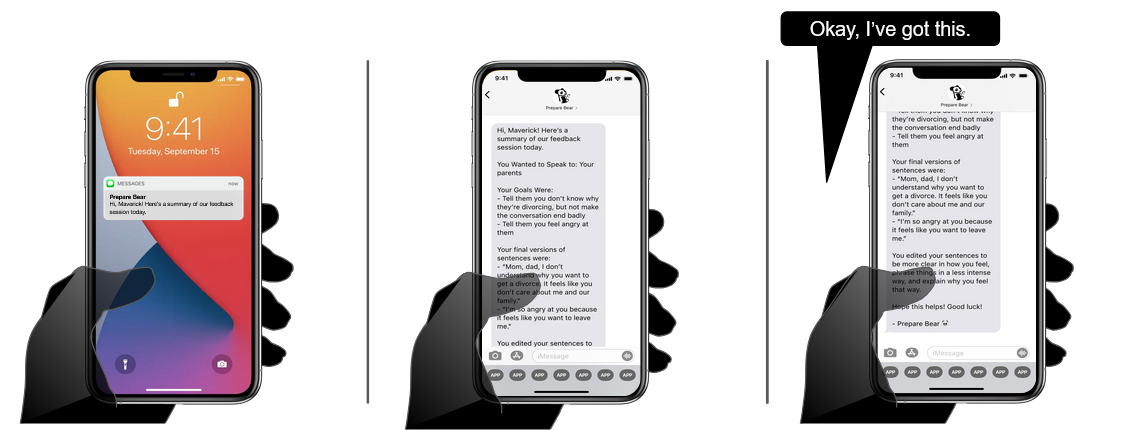 9:41
Tuesday, September 15
MESSAGES
now
Prepare Bear
Hi, Maverick! Here's a summary of our feedback
session today.
9:41
Prepare Bear >
Hi, Maverick! Here's a
summary of our feedback
session today.
You Wanted to Speak to: Your
parents
Your Goals Were:
- Tell them you don't know why
they're divorcing, but not make
the conversation end badly
- Tell them you feel angry at
them
Your final versions of
sentences were:
- "Mom, dad, I don't
understand why you want to
get a divorce. It feels like you
don't care about me and our
family."
- "I'm so angry at you because
it feels like you want to leave
me."
You edited your sentences to
iMessage
APP APP APP APP APP APP APP
Okay, I've got this.
9:41
Prepare Bear >
- Tell them you don't know why
they're divorcing, but not make
the conversation end badly
- Tell them you feel angry at
them
Your final versions of
sentences were:
- "Mom, dad, I don't
understand why you want to
get a divorce. It feels like you
don't care about me and our
family."
- "I'm so angry at you because
it feels like you want to leave
me."
You edited your sentences to
be more clear in how you feel,
phrase things in a less intense
way, and explain why you feel
that way.
Hope this helps! Good luck!
- Prepare Bear
iMessage
APP APP APP APP APP APP APP